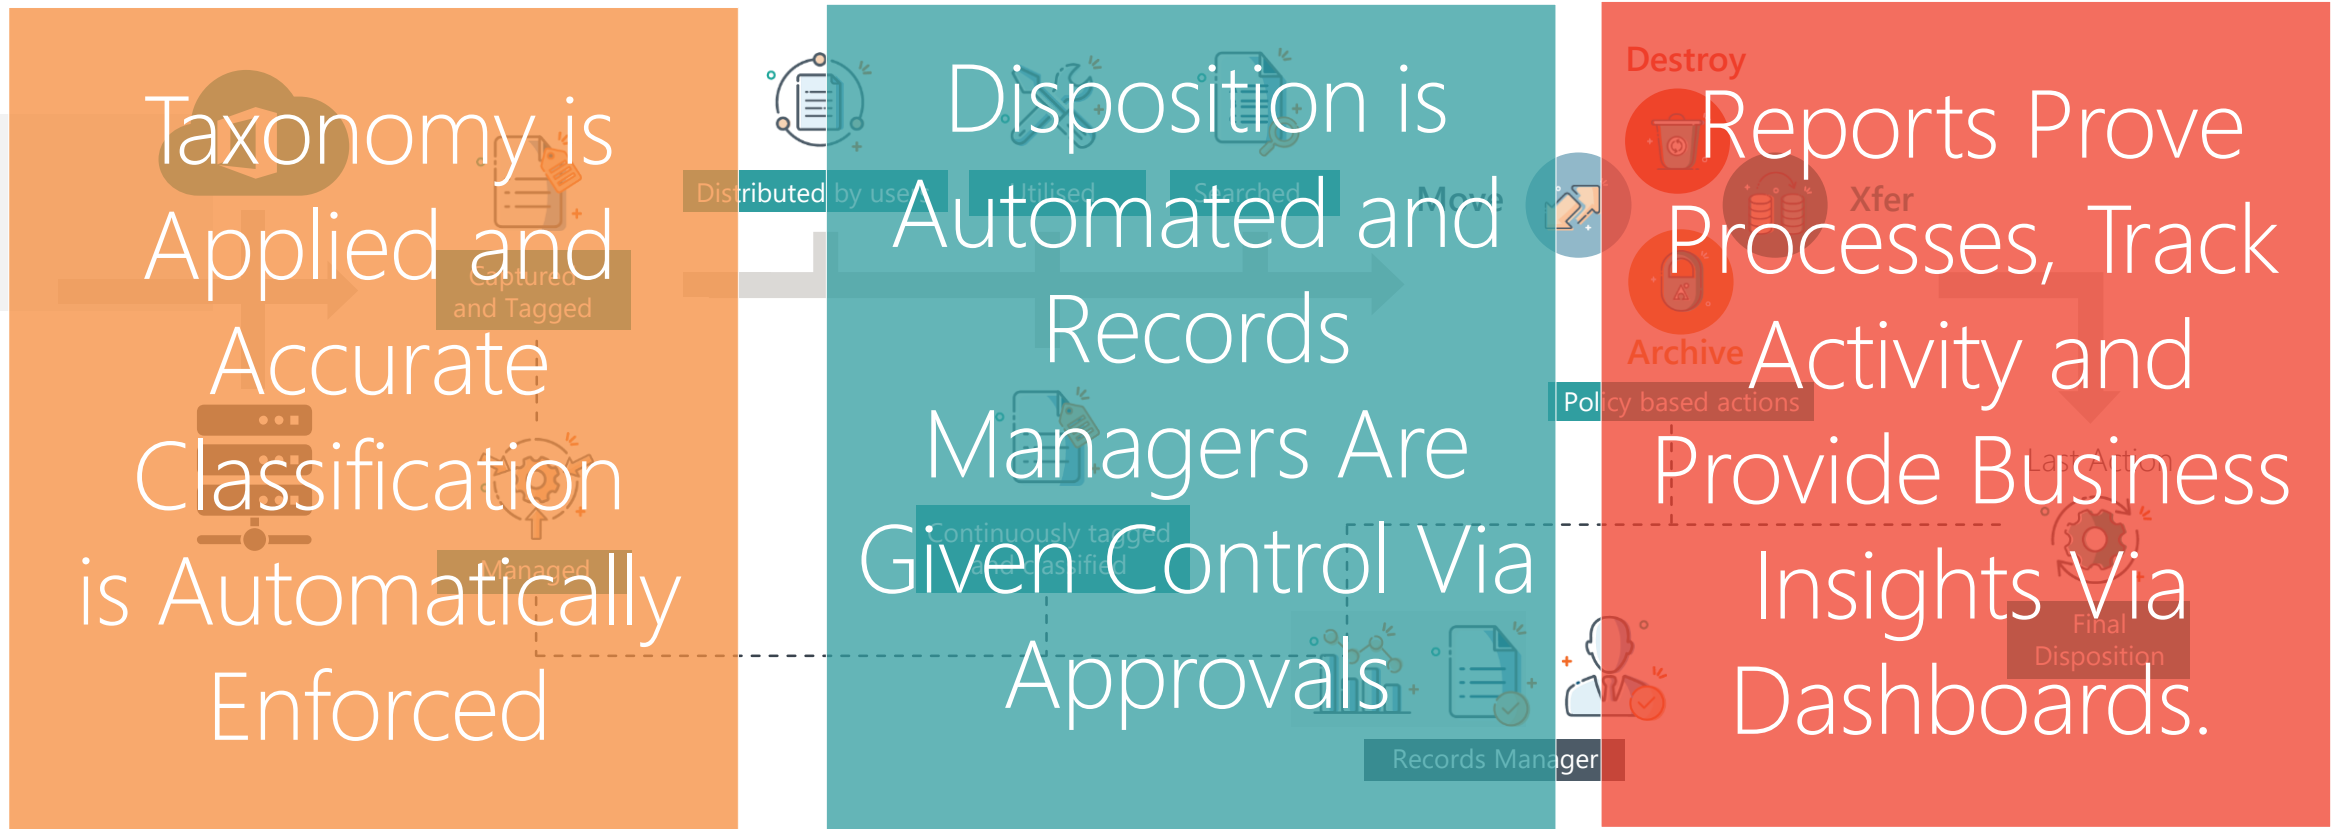 Taxonomy is
Applied and
Accurate
Classification
is Automatically
Enforced
Captured
and Tagged
Managed
Distributed by users
Utilised
Searched
Disposition is
Automated and
Records
Managers Are
Given Control Via
Approvals
Continuously tagged
and classified
Move
Records Manager
Destroy
Xfer
Archive
Policy based actions
Reports Prove
Processes, Track
Activity and
Provide Business
Insights Via
Dashboards.
Last Action
Final
Disposition